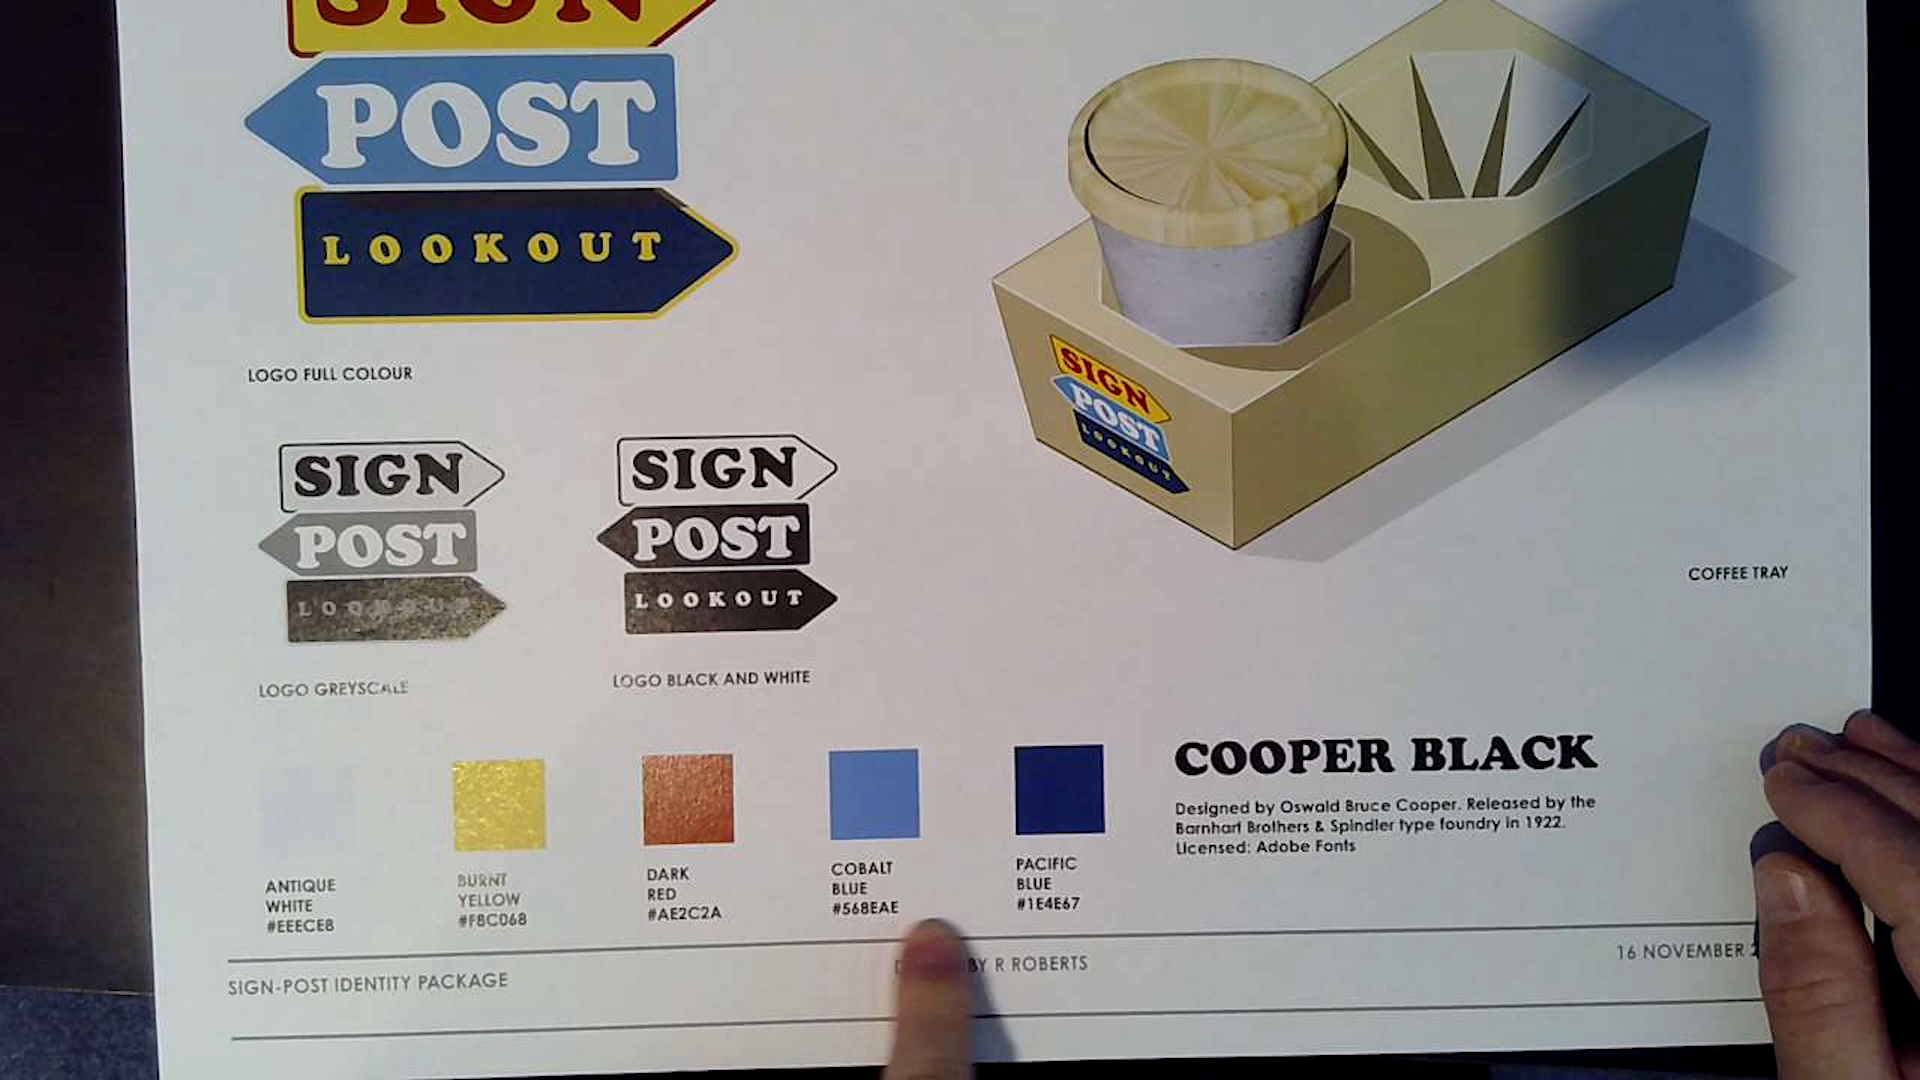 SIGN
POST
LOOKOUT
LOGO FULL COLOUR
SIGN
POST
LOOKOUT
COFFEE TRAY
SIGN
POST
LOOKOUT
LOGO GREYSCALE
SIGN
POST
LOOKOUT
LOGO BLACK AND WHITE
ANTIQUE
WHITE
#EEECE8
BURNT
YELLOW
#F8C068
DARK
RED
#AE2C2A
COBALT
BLUE
#568EAE
PACIFIC
BLUE
#1E4E67
COOPER BLACK
Designed by Oswald Bruce Cooper. Released by the
Barnhart Brothers & Spindler type foundry in 1922.
Licensed: Adobe Fonts
SIGN-POST IDENTITY PACKAGE
BY R ROBERTS
16 NOVEMBER